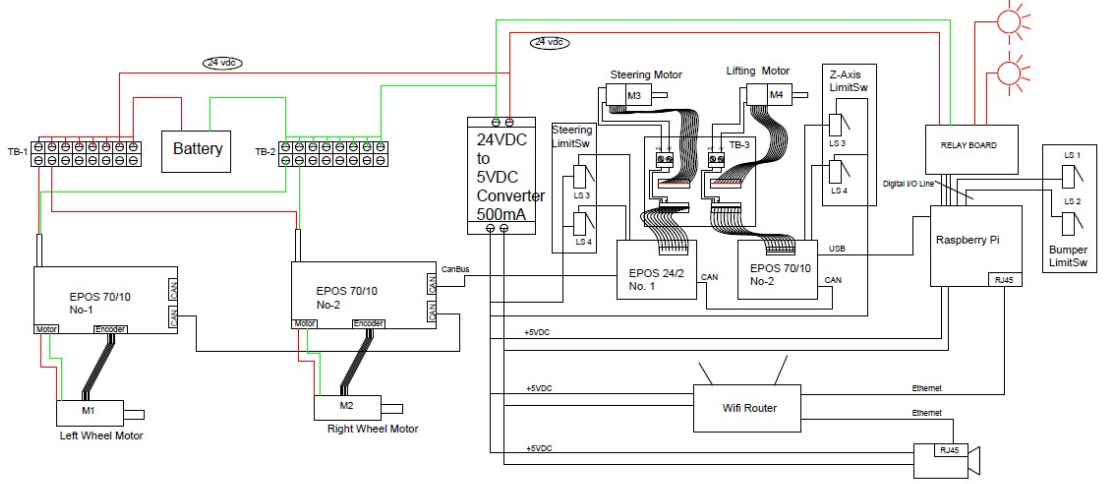 24 vdc
24 vdc
Steering Motor
Lifting Motor
M3
M4
Z-Axis
LimitSw
LS 3
LS 4
TB-1
Battery
TB-2
24VDC
to
5VDC
Converter
500mA
Steering
LimitSw
LS 3
LS 4
TB-3
RELAY BOARD
Digital I/O Line
LS 1
LS 2
Bumper
LimitSw
Raspberry Pi
RJ45
USB
CanBus
EPOS 24/2
No. 1
CAN
EPOS 70/10
No-2
CAN
EPOS 70/10
No-1
CAN
CAN
Motor
Encoder
EPOS 70/10
No-2
CAN
CAN
Motor
Encoder
+5VDC
+5VDC
Wifi Router
Ethernet
Ethernet
+5VDC
RJ45
M1
Left Wheel Motor
M2
Right Wheel Motor